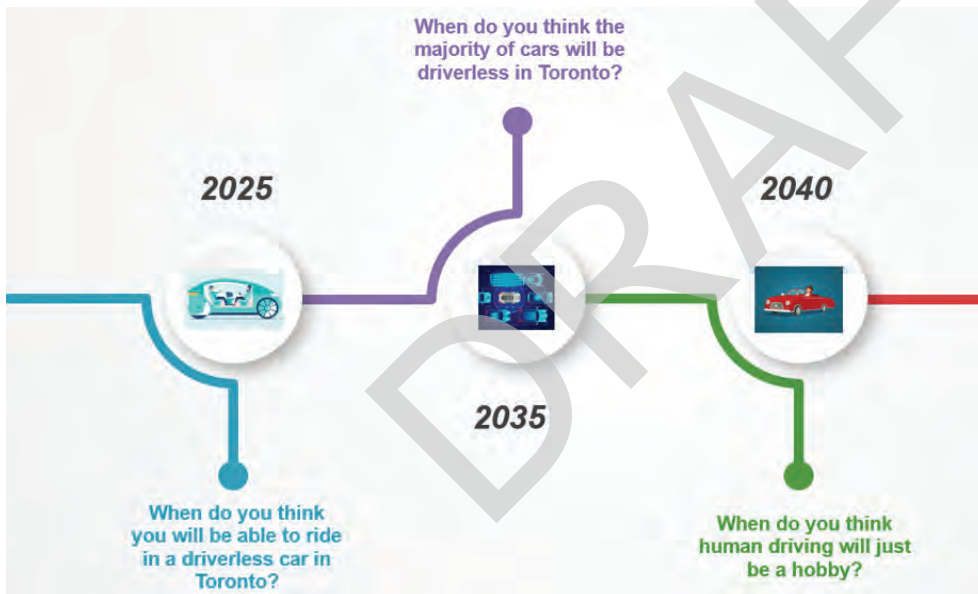 When do you think the
majority of cars will be
driverless in Toronto?
2025
2040
2035
When do you think
you will be able to ride
in a driverless car in
Toronto?
When do you think
human driving will just
be a hobby?
DRAF